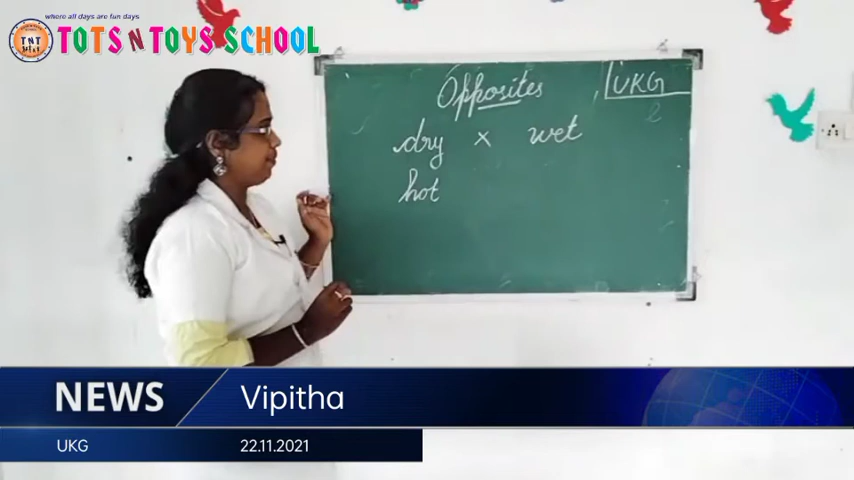 where all days are fun days
TNT
TOTS N TOYS SCHOOL
Opposites
UKG
dry × wet
hot
NEWS
Vipitha
UKG
22.11.2021